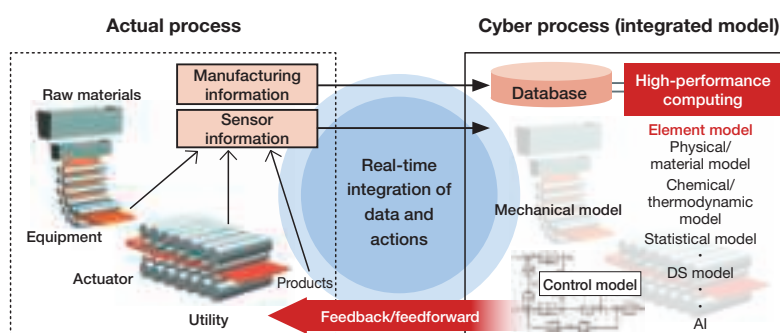 Actual process
Cyber process (integrated model)
Raw materials
Manufacturing
information
Sensor
information
Equipment
Actuator
Utility
Products
Real-time
integration of
data and
actions
Database
High-performance
computing
Element model
Physical/
material model
Chemical/
thermodynamic
model
Statistical model
·
DS model
·
·
AI
Mechanical model
Control model
Feedback/feedforward